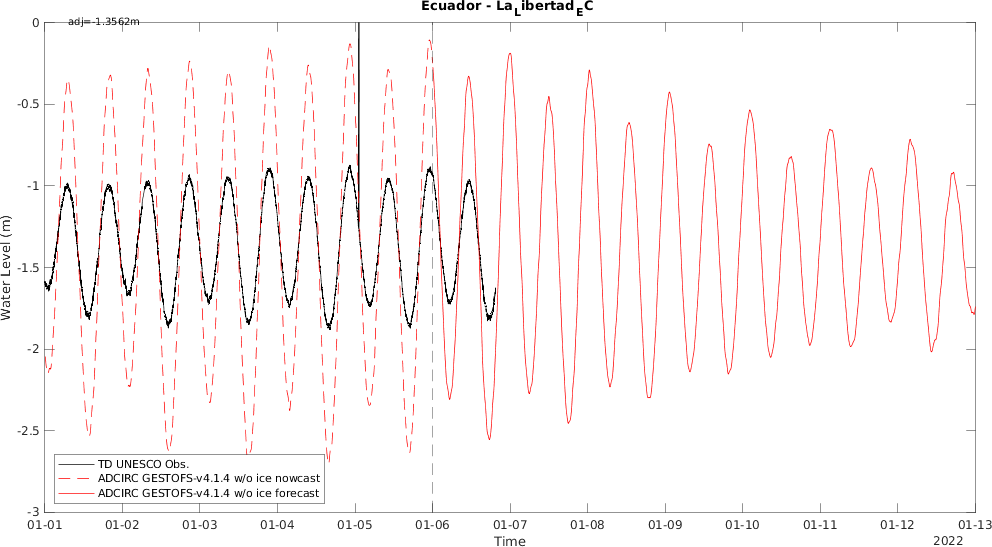 Ecuador - LaLibertadEC
adj=-1.3562m
0
-0.5
-1
-1.5
-2
-2.5
-3
Water Level (m)
TD UNESCO Obs.
ADCIRC GESTOFS-v4.1.4 w/o ice nowcast
ADCIRC GESTOFS-v4.1.4 w/o ice forecast
01-01 01-02 01-03 01-04 01-05 01-06 01-07 01-08 01-09 01-10 01-11 01-12 01-13
Time
2022